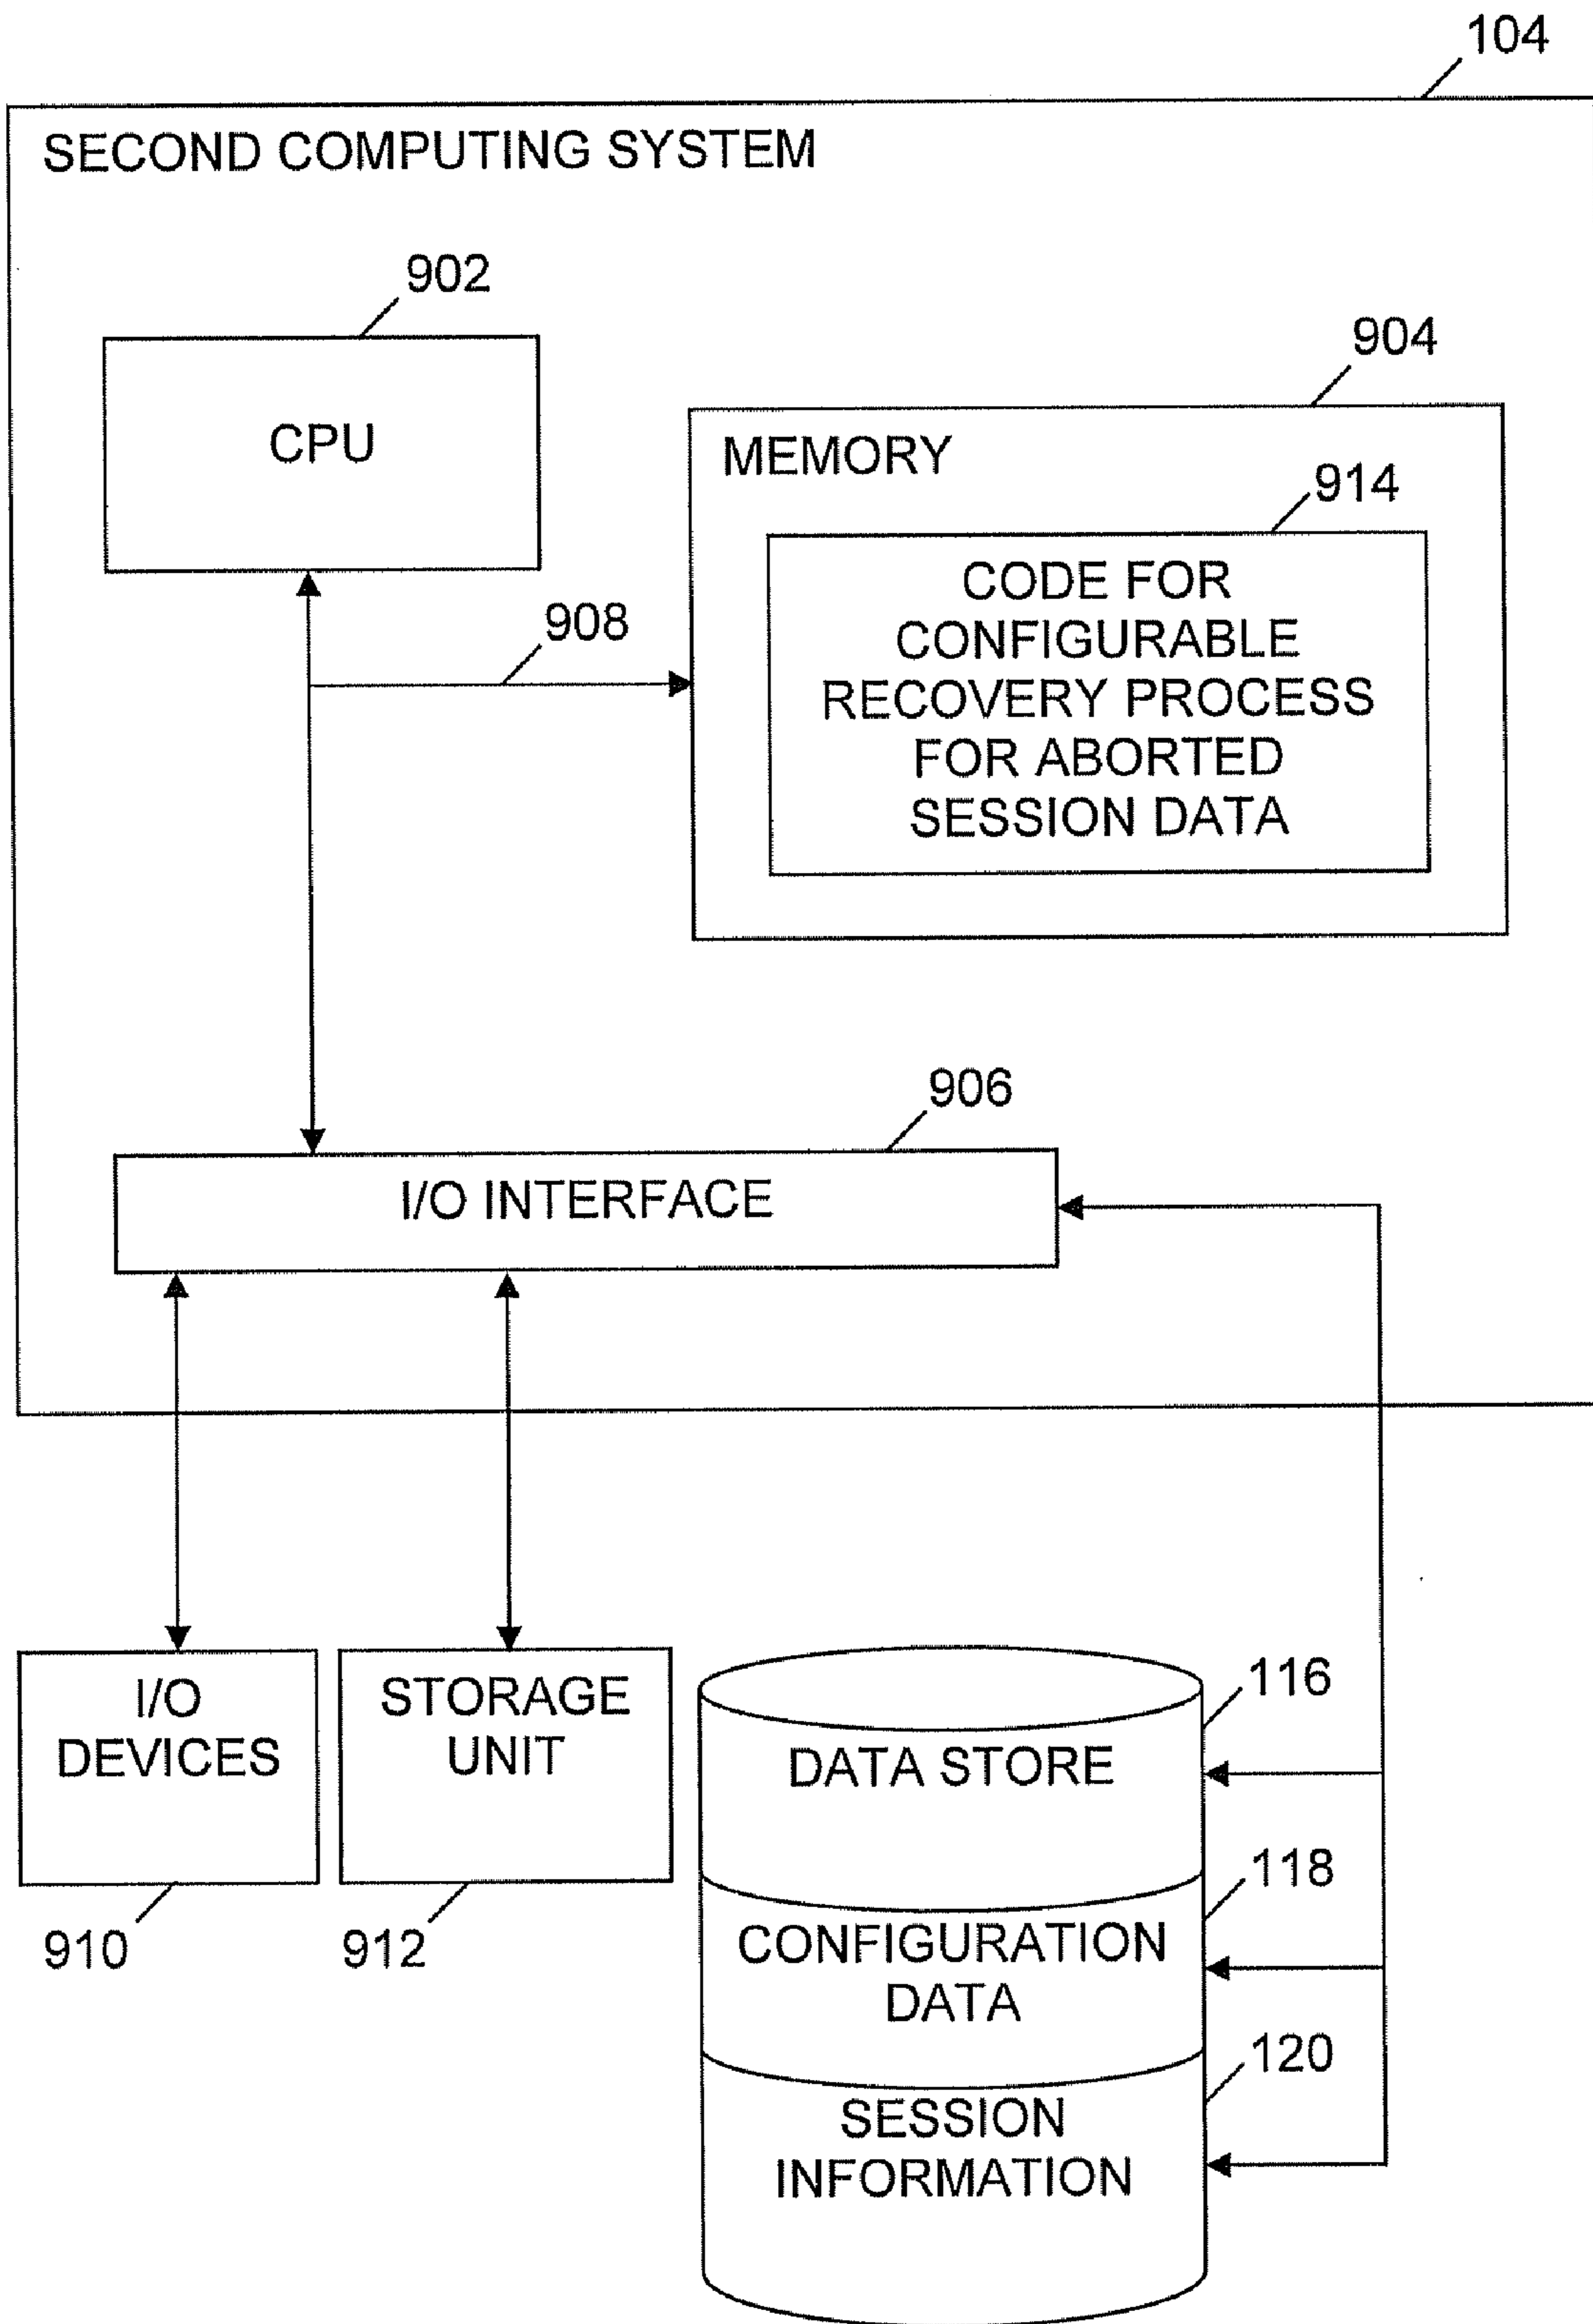 104
SECOND COMPUTING SYSTEM
902
CPU
904
MEMORY
914
CODE FOR
CONFIGURABLE
RECOVERY PROCESS
FOR ABORTED
SESSION DATA
908
906
I/O INTERFACE
I/O
DEVICES
910
STORAGE
UNIT
912
116
DATA STORE
118
CONFIGURATION
DATA
120
SESSION
INFORMATION